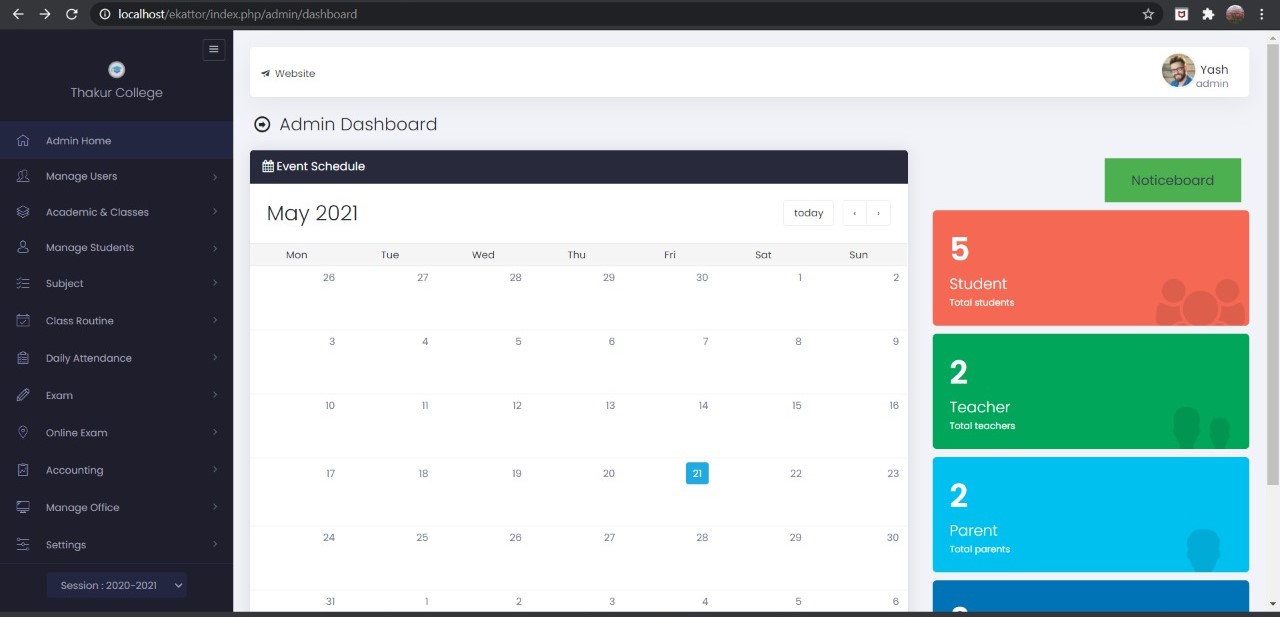 localhost/ekattor/index.php/admin/dashboard
Thakur College
Admin Home
Manage Users
Academic & Classes
Manage Students
Subject
Class Routine
Daily Attendance
Exam
Online Exam
Accounting
Manage Office
Settings
Session : 2020-2021
Website
Yash
admin
Admin Dashboard
Event Schedule
May 2021
today
Mon Tue Wed Thu Fri Sat Sun
26 27 28 29 30 1 2
3 4 5 6 7 8 9
10 11 12 13 14 15 16
17 18 19 20 21 22 23
24 25 26 27 28 29 30
31 1 2 3 4 5 6
Noticeboard
5
Student
Total students
2
Teacher
Total teachers
2
Parent
Total parents